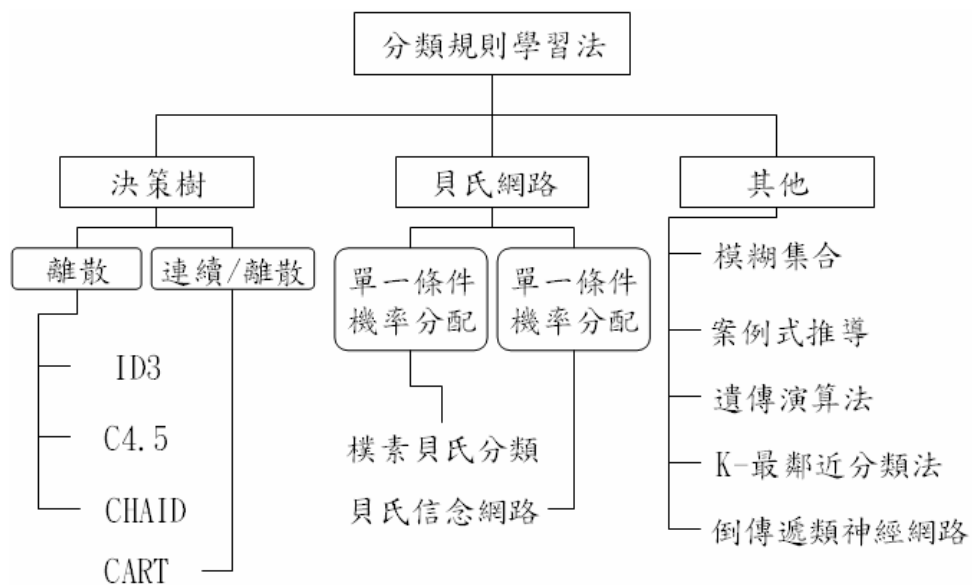 分類規則學習法
決策樹
貝氏網路
其他
離散
連續/離散
單一條件
機率分配
單一條件
機率分配
ID3
C4.5
CHAID
CART
樸素貝氏分類
貝氏信念網路
模糊集合
案例式推導
遺傳演算法
K-最鄰近分類法
倒傳遞類神經網路